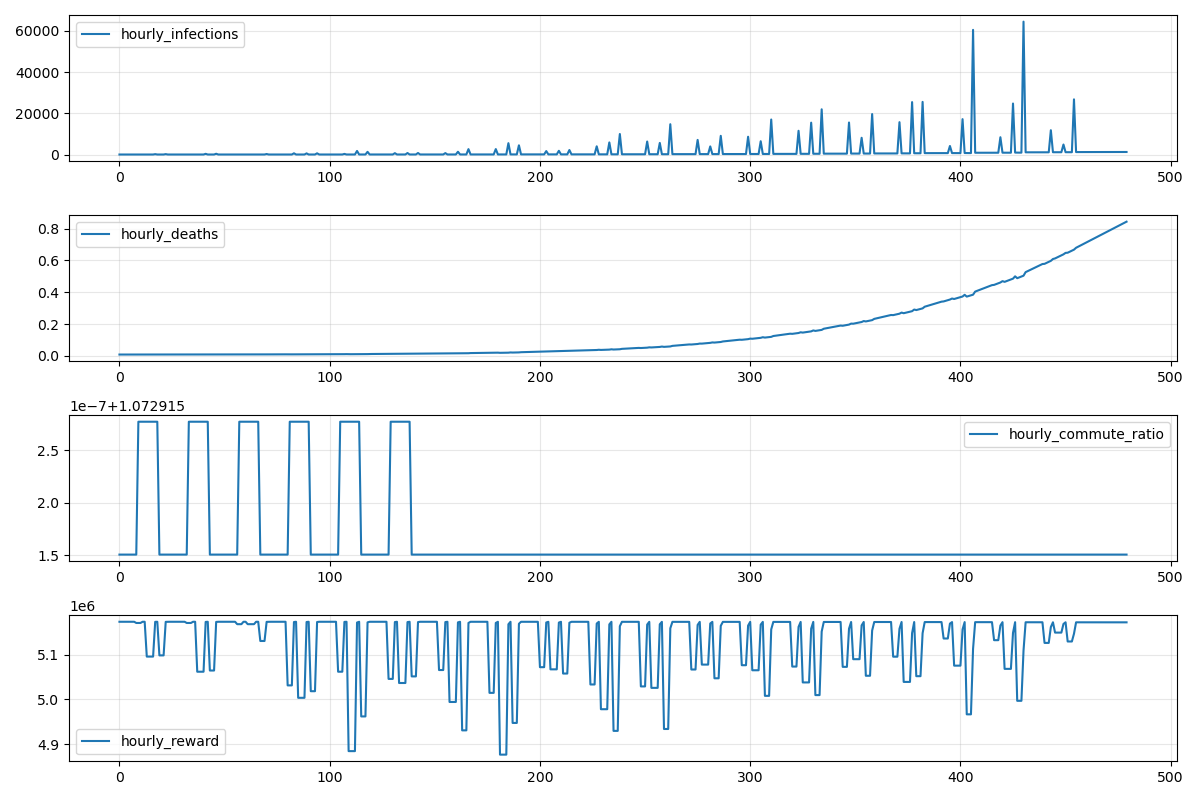 hourly_infections
60000
40000
20000
0
0 100 200 300 400 500
hourly_deaths
0.8
0.6
0.4
0.2
0.0
0 100 200 300 400 500
1e−7+1.072915
hourly_commute_ratio
2.5
2.0
1.5
0 100 200 300 400 500
1e6
5.1
5.0
4.9
hourly_reward
0 100 200 300 400 500